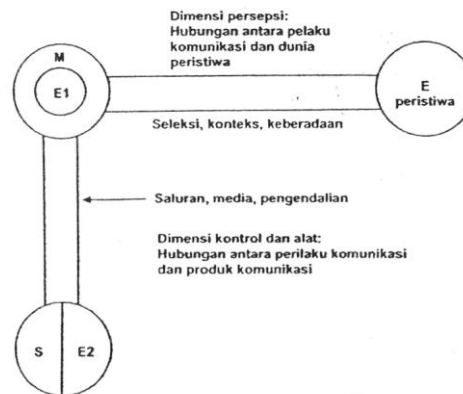 Dimensi persepsi:
Hubungan antara pelaku
komunikasi dan dunia
peristiwa
M
E1
E
peristiwa
Seleksi, konteks, keberadaan
Saluran, media, pengendalian
Dimensi kontrol dan alat:
Hubungan antara perilaku komunikasi
dan produk komunikasi
S
E2